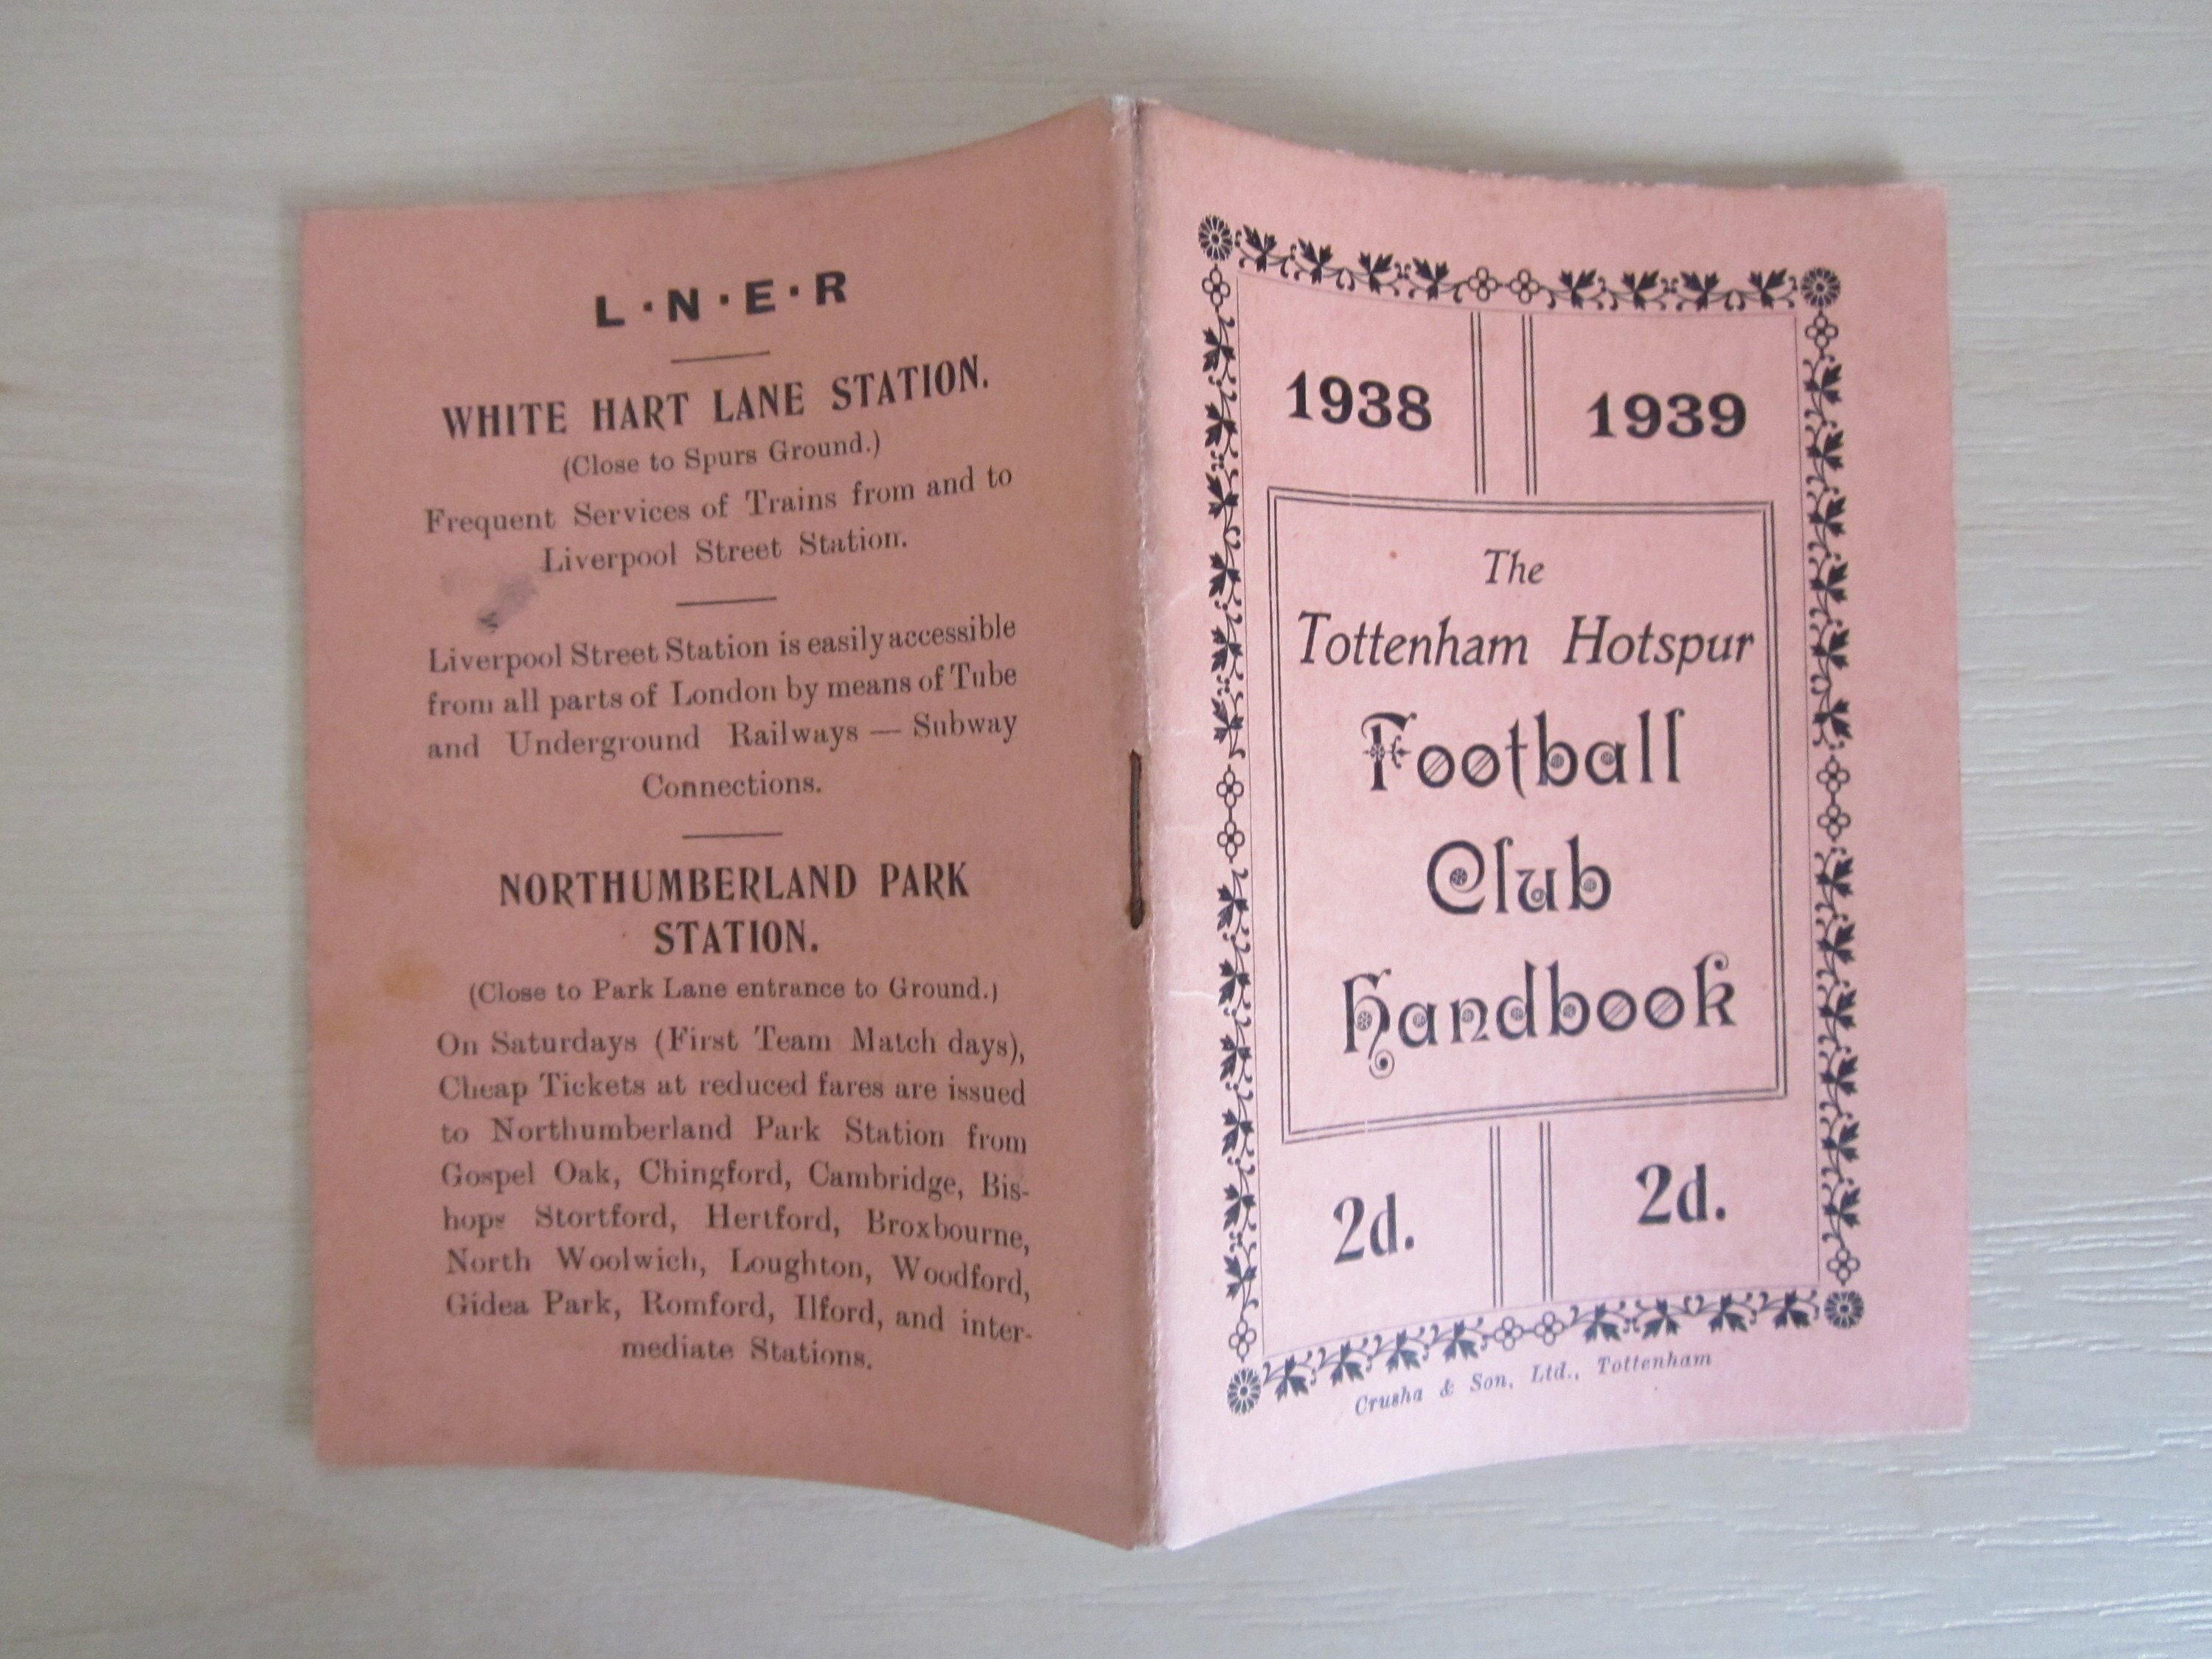 L·N·E·R
WHITE HART LANE STATION.
(Close to Spurs Ground.)
Frequent Services of Trains from and to
Liverpool Street Station.
Liverpool Street Station is easily accessible
from all parts of London by means of Tube
and Underground Railways — Subway
Connections.
NORTHUMBERLAND PARK
STATION.
(Close to Park Lane entrance to Ground.)
On Saturdays (First Team Match days),
Cheap Tickets at reduced fares are issued
to Northumberland Park Station from
Gospel Oak, Chingford, Cambridge, Bis-
hops Stortford, Hertford, Broxbourne,
North Woolwich, Loughton, Woodford,
Gidea Park, Romford, Ilford, and inter-
mediate Stations.
1938 1939
The
Tottenham Hotspur
Football
Club
Handbook
2d. 2d.
Crusha & Son, Ltd., Tottenham